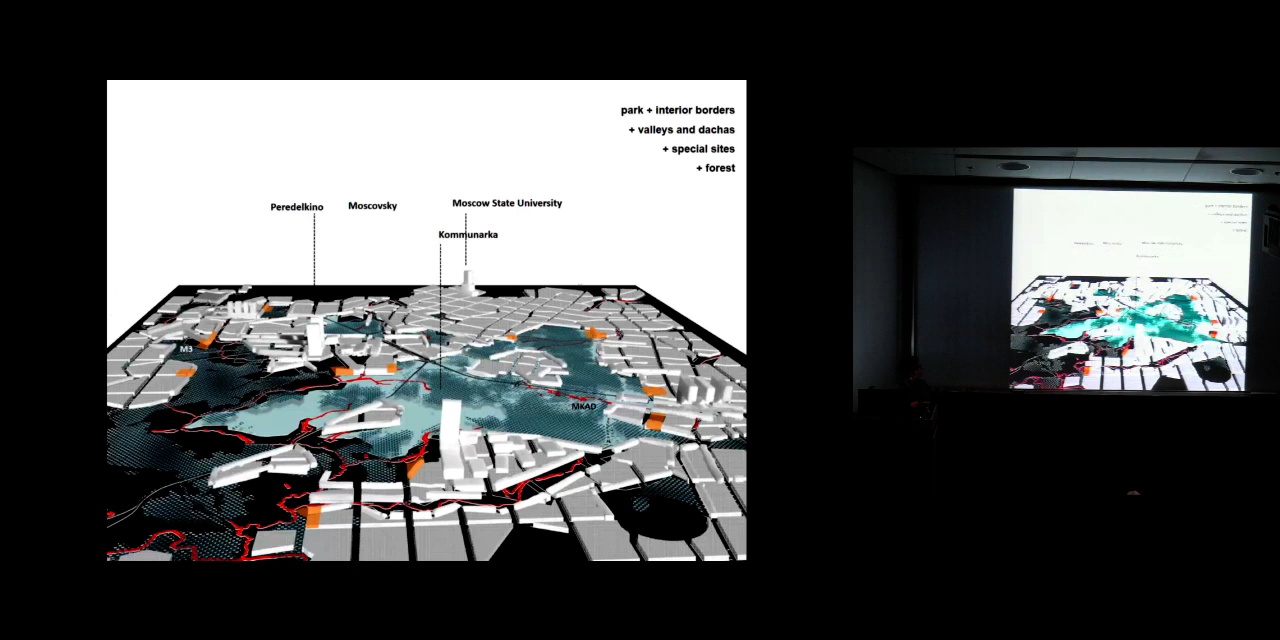 park + interior borders
+ valleys and dachas
+ special sites
+ forest
Peredelkino
Moscovsky
Moscow State University
Kommunarka
M3
MKAD